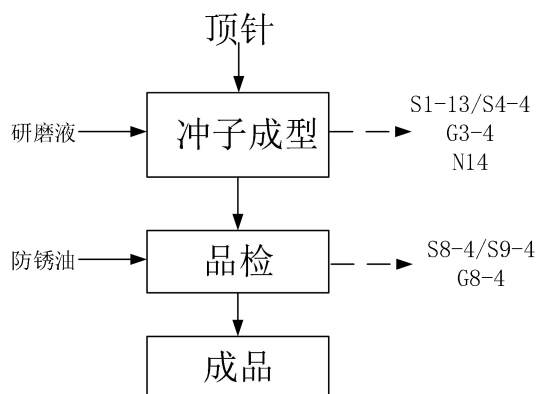 顶针
研磨液
冲子成型
S1-13/S4-4
G3-4
N14
防锈油
品检
S8-4/S9-4
G8-4
成品